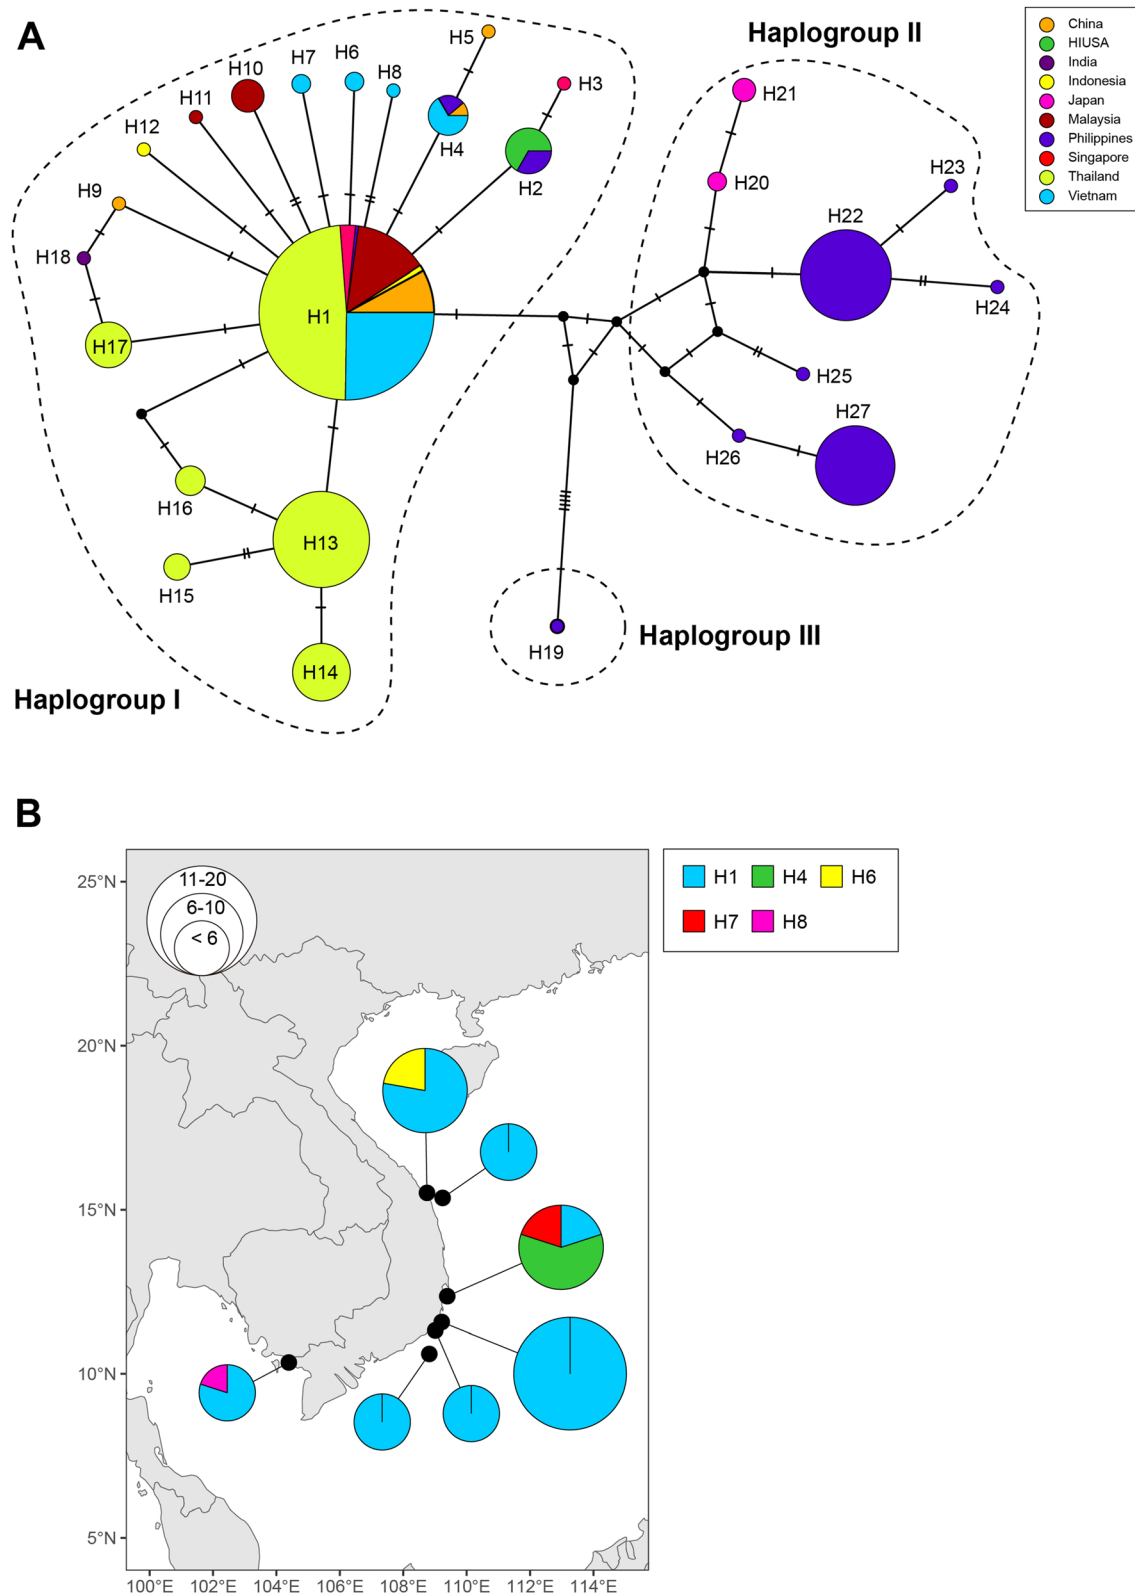 A
Haplogroup II
China
HIUSA
India
Indonesia
Japan
Malaysia
Philippines
Singapore
Thailand
Vietnam
H5
H7
H6
H8
H10
H11
H12
H9
H18
H17
H4
H3
H2
H1
H21
H20
H22
H23
H24
H25
H27
H26
H16
H13
H15
H14
H19
Haplogroup III
Haplogroup I
B
11-20
6-10
< 6
H1 H4 H6
H7 H8
25°N
20°N
15°N
10°N
5°N
100°E 102°E 104°E 106°E 108°E 110°E 112°E 114°E